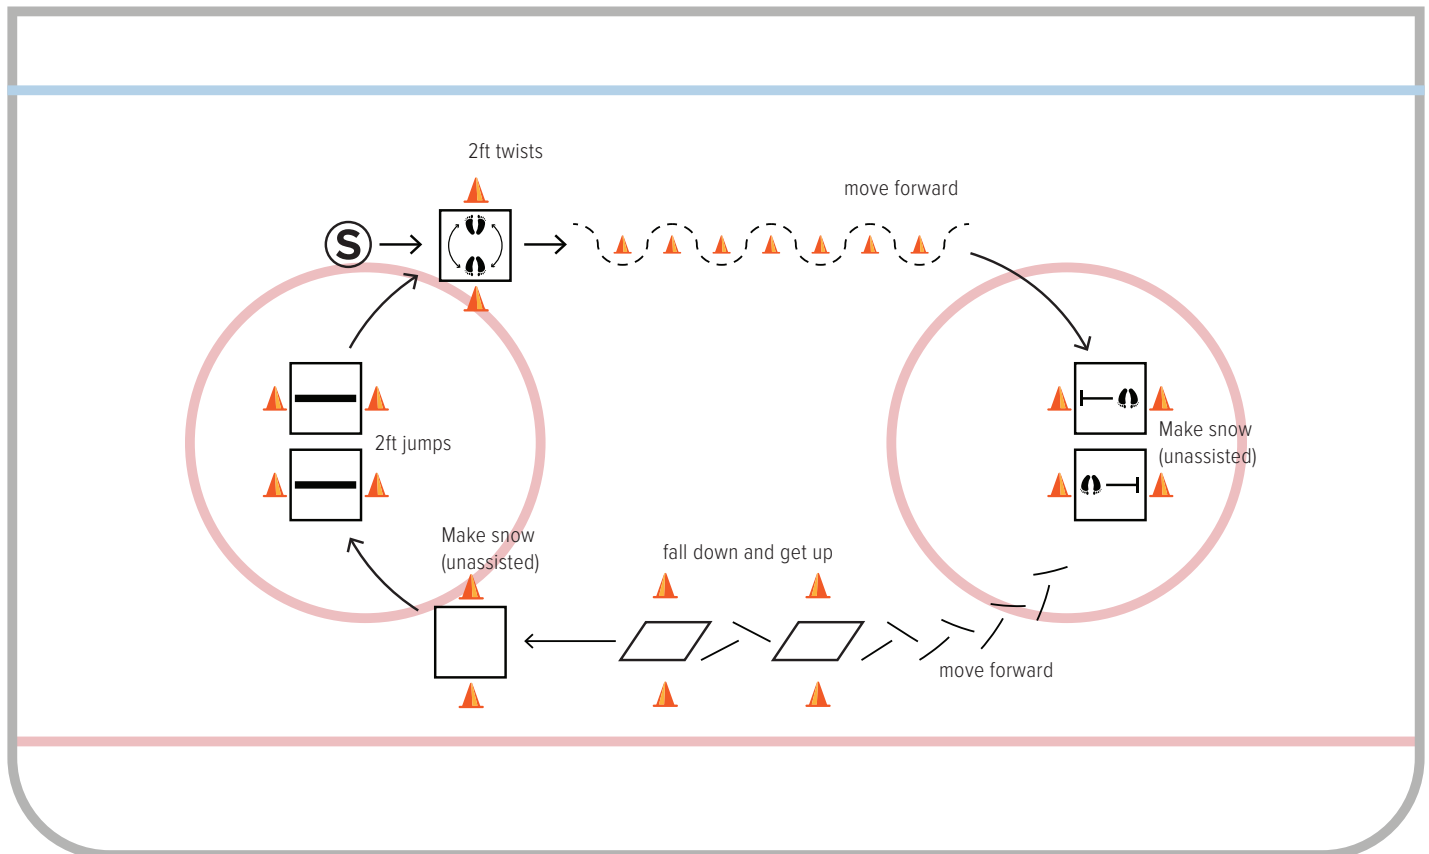 2ft twists
move forward
S
Make snow
(unassisted)
2ft jumps
Make snow
(unassisted)
fall down and get up
move forward